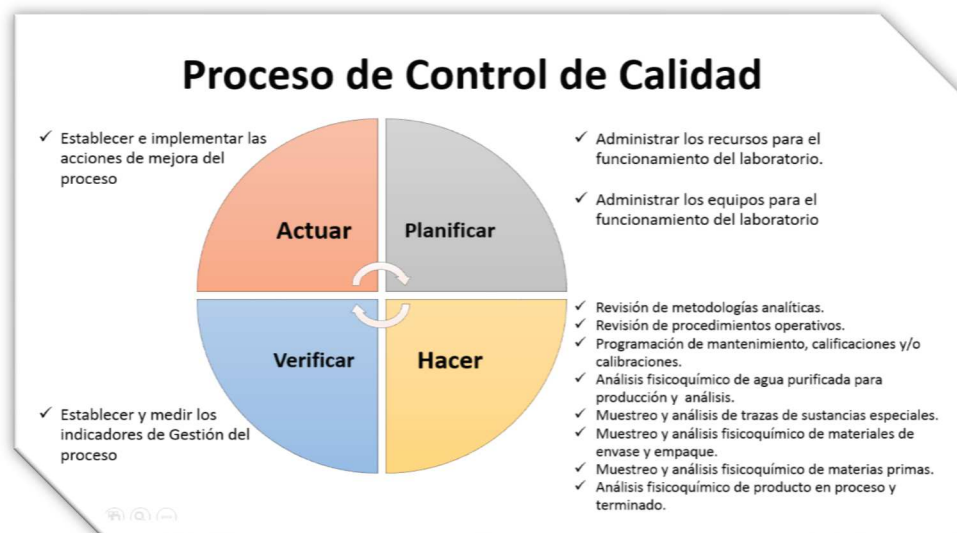 Proceso de Control de Calidad
✓ Establecer e implementar las
acciones de mejora del
proceso
✓ Administrar los recursos para el
funcionamiento del laboratorio.
✓ Administrar los equipos para el
funcionamiento del laboratorio
Actuar
Planificar
Verificar
Hacer
✓ Revisión de metodologías analíticas.
✓ Revisión de procedimientos operativos.
✓ Programación de mantenimiento, calificaciones y/o
calibraciones.
✓ Análisis fisicoquímico de agua purificada para
producción y análisis.
✓ Muestreo y análisis de trazas de sustancias especiales.
✓ Muestreo y análisis fisicoquímico de materiales de
envase y empaque.
✓ Muestreo y análisis fisicoquímico de materias primas.
✓ Análisis fisicoquímico de producto en proceso y
terminado.
✓ Establecer y medir los
indicadores de Gestión del
proceso